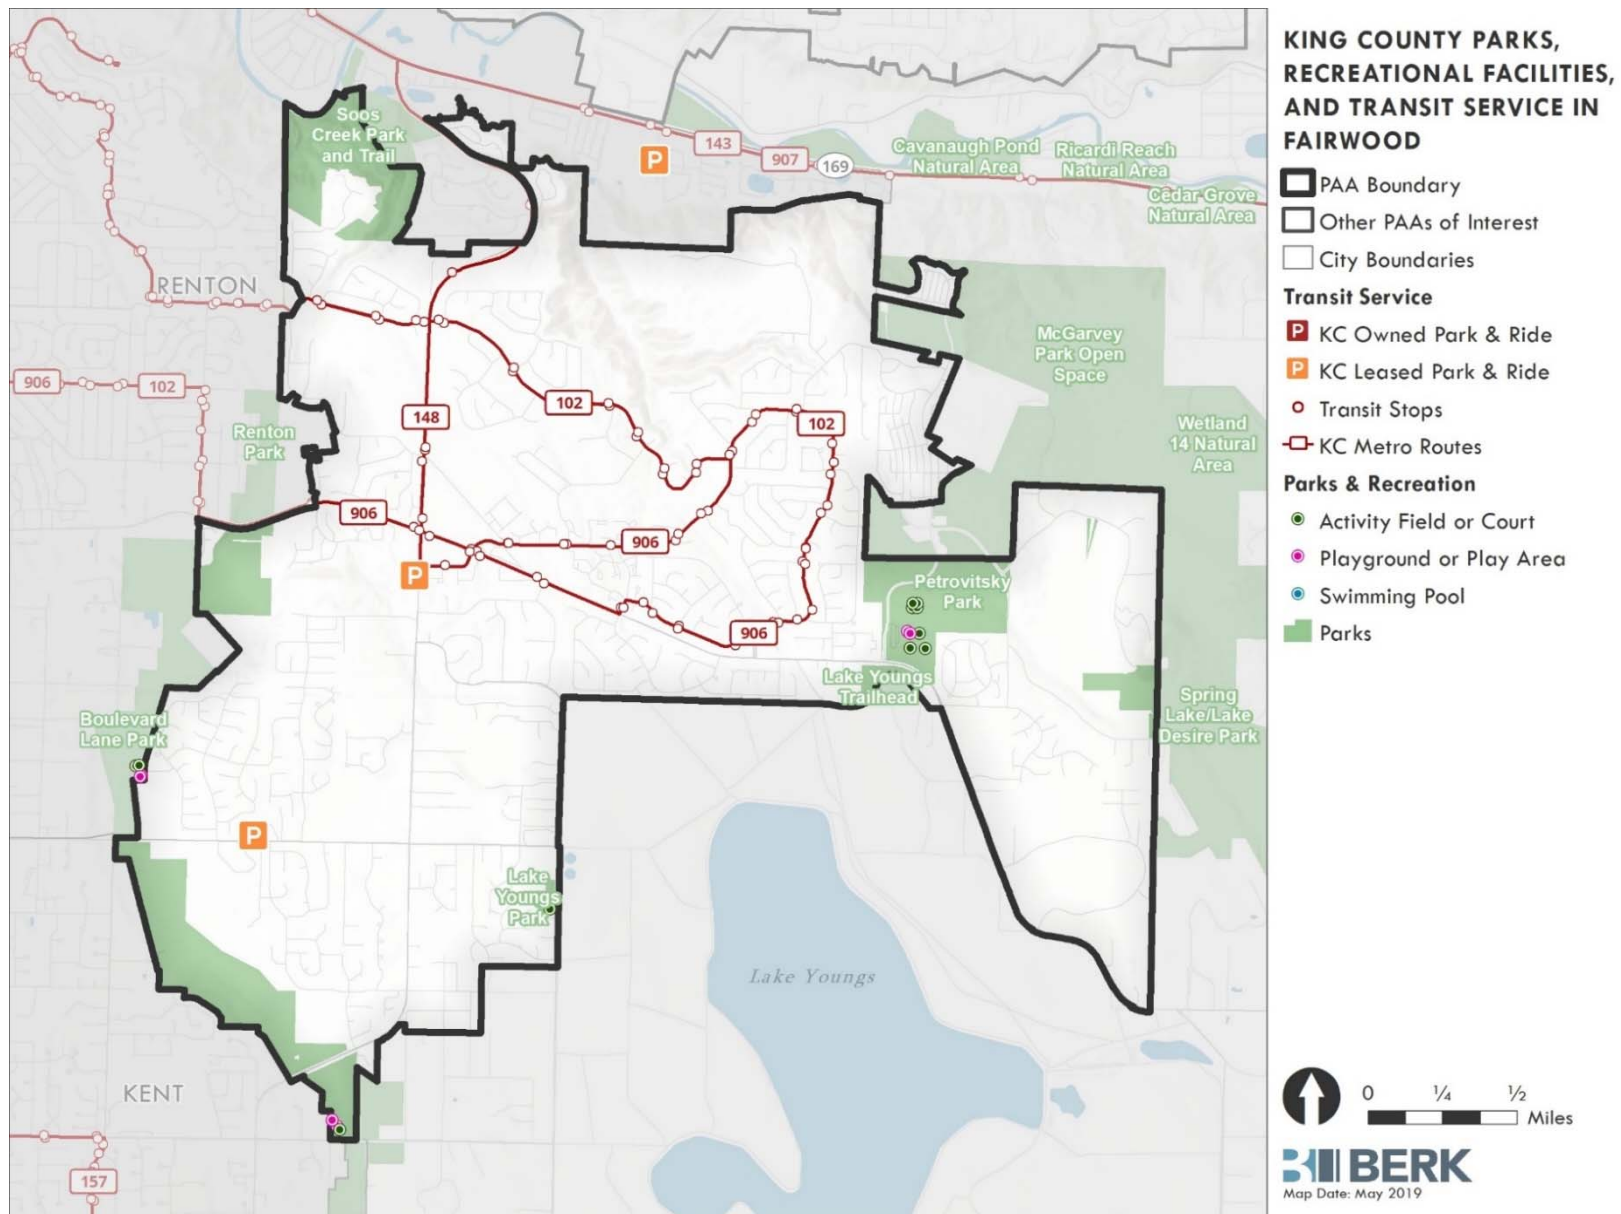 KING COUNTY PARKS,
RECREATIONAL FACILITIES,
AND TRANSIT SERVICE IN
FAIRWOOD
PAA Boundary
Other PAAs of Interest
City Boundaries
Transit Service
P KC Owned Park & Ride
P KC Leased Park & Ride
Transit Stops
KC Metro Routes
Parks & Recreation
Activity Field or Court
Playground or Play Area
Swimming Pool
Parks
0 ¼ ½
Miles
BERK
Map Date: May 2019
Soos
Creek Park
and Trail
P
143
907
169
Cavanaugh Pond
Natural Area
Ricardi Reach
Natural Area
Cedar Grove
Natural Area
RENTON
McGarvey
Park Open
Space
906
102
148
102
102
Renton
Park
Wetland
14 Natural
Area
906
906
P
Petrovitsky
Park
906
Lake Youngs
Trailhead
Spring
Lake/Lake
Desire Park
Boulevard
Lane Park
P
Lake
Youngs
Park
Lake Youngs
KENT
157